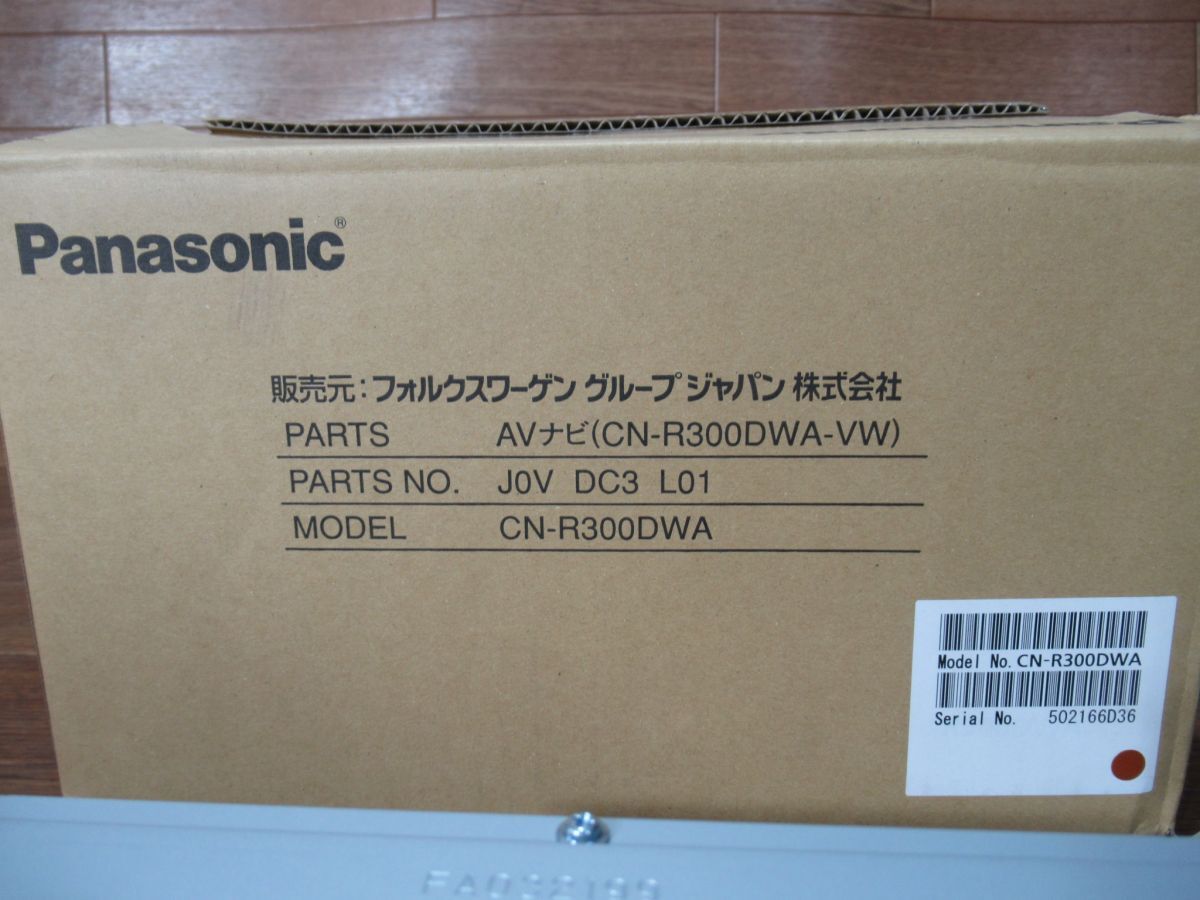 Panasonic®
販売元:フォルクスワーゲン グループ ジャパン 株式会社
PARTS AVナビ(CN-R300DWA-VW)
PARTS NO. J0V DC3 L01
MODEL CN-R300DWA
Model No. CN-R300DWA
Serial No. 502166D36
FA032199